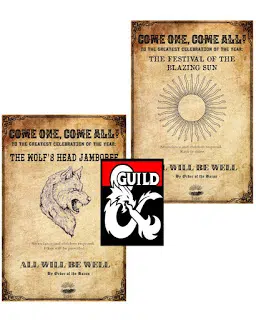 COME ONE, COME ALL!
TO THE GREATEST CELEBRATION OF THE YEAR:
THE FESTIVAL OF THE
BLAZING SUN
ALL WILL BE WELL
By Order of the Baron
COME ONE, COME ALL!
TO THE GREATEST CELEBRATION OF THE YEAR:
THE WOLF'S HEAD JAMBOREE
ALL WILL BE WELL
By Order of the Baron
GUILD